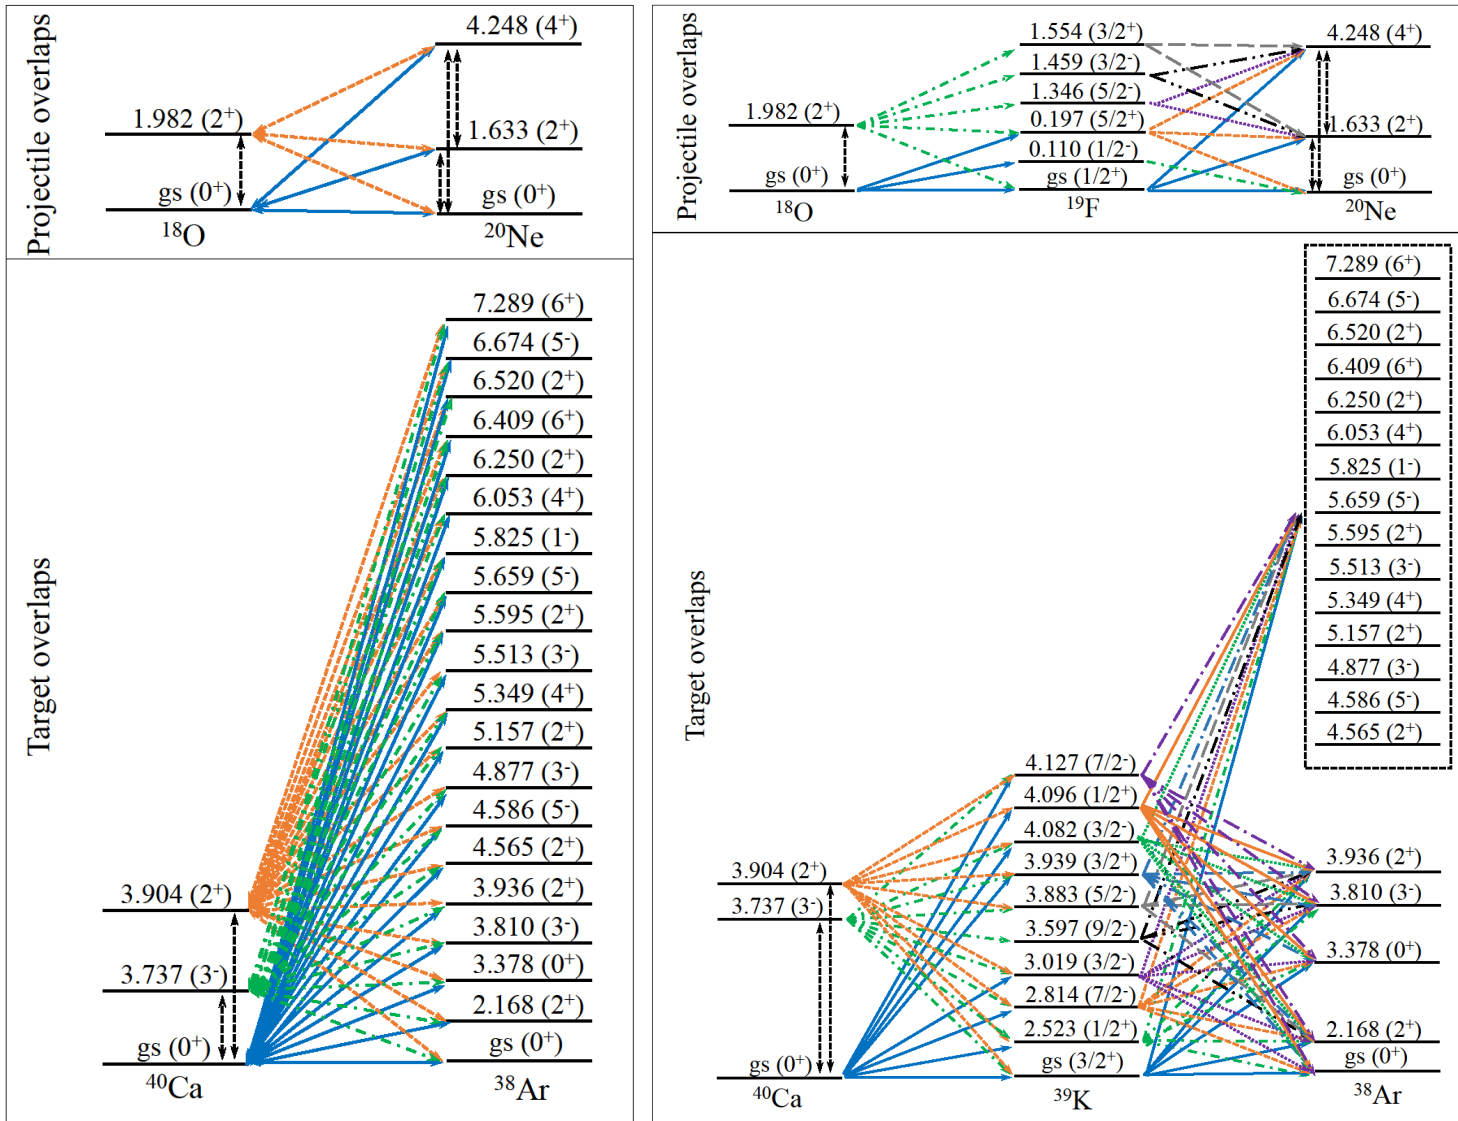 Projectile overlaps
4.248 (4⁺)
1.982 (2⁺)
1.633 (2⁺)
gs (0⁺)
gs (0⁺)
¹⁸O
²⁰Ne
Target overlaps
7.289 (6⁺)
6.674 (5⁻)
6.520 (2⁺)
6.409 (6⁺)
6.250 (2⁺)
6.053 (4⁺)
5.825 (1⁻)
5.659 (5⁻)
5.595 (2⁺)
5.513 (3⁻)
5.349 (4⁺)
5.157 (2⁺)
4.877 (3⁻)
4.586 (5⁻)
4.565 (2⁺)
3.936 (2⁺)
3.810 (3⁻)
3.378 (0⁺)
2.168 (2⁺)
gs (0⁺)
3.904 (2⁺)
3.737 (3⁻)
gs (0⁺)
⁴⁰Ca
³⁸Ar
Projectile overlaps
1.982 (2⁺)
gs (0⁺)
¹⁸O
1.554 (3/2⁺)
1.459 (3/2⁻)
1.346 (5/2⁻)
0.197 (5/2⁺)
0.110 (1/2⁻)
gs (1/2⁺)
¹⁹F
4.248 (4⁺)
1.633 (2⁺)
gs (0⁺)
²⁰Ne
Target overlaps
3.904 (2⁺)
3.737 (3⁻)
gs (0⁺)
⁴⁰Ca
4.127 (7/2⁻)
4.096 (1/2⁺)
4.082 (3/2⁻)
3.939 (3/2⁺)
3.883 (5/2⁻)
3.597 (9/2⁻)
3.019 (3/2⁻)
2.814 (7/2⁻)
2.523 (1/2⁺)
gs (3/2⁺)
³⁹K
7.289 (6⁺)
6.674 (5⁻)
6.520 (2⁺)
6.409 (6⁺)
6.250 (2⁺)
6.053 (4⁺)
5.825 (1⁻)
5.659 (5⁻)
5.595 (2⁺)
5.513 (3⁻)
5.349 (4⁺)
5.157 (2⁺)
4.877 (3⁻)
4.586 (5⁻)
4.565 (2⁺)
3.936 (2⁺)
3.810 (3⁻)
3.378 (0⁺)
2.168 (2⁺)
gs (0⁺)
³⁸Ar